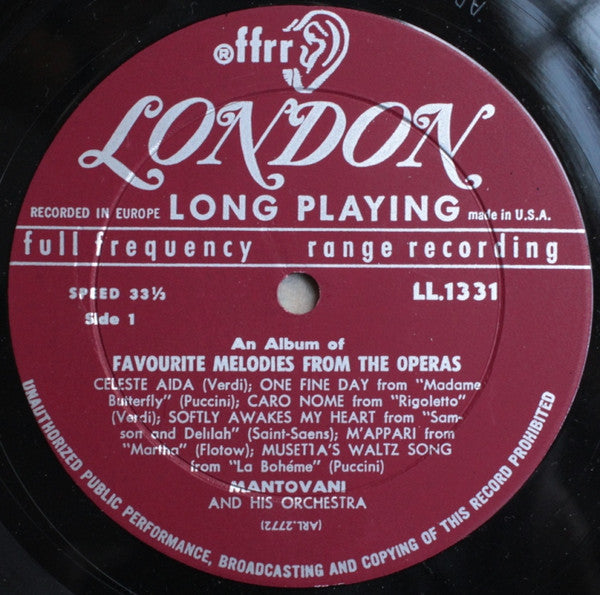 ® ffrr
LONDON
RECORDED IN EUROPE LONG PLAYING made in U.S.A.
full frequency range recording
SPEED 33⅓ LL.1331
Side 1
An Album of
FAVOURITE MELODIES FROM THE OPERAS
CELESTE AIDA (Verdi); ONE FINE DAY from "Madame
Butterfly" (Puccini); CARO NOME from "Rigoletto"
(Verdi); SOFTLY AWAKES MY HEART from "Sam-
son and Delilah" (Saint-Saens); M'APPARI from
"Martha" (Flotow); MUSETTA'S WALTZ SONG
from "La Bohéme" (Puccini)
MANTOVANI
AND HIS ORCHESTRA
(ARL.2772)
UNAUTHORIZED PUBLIC PERFORMANCE, BROADCASTING AND COPYING OF THIS RECORD PROHIBITED